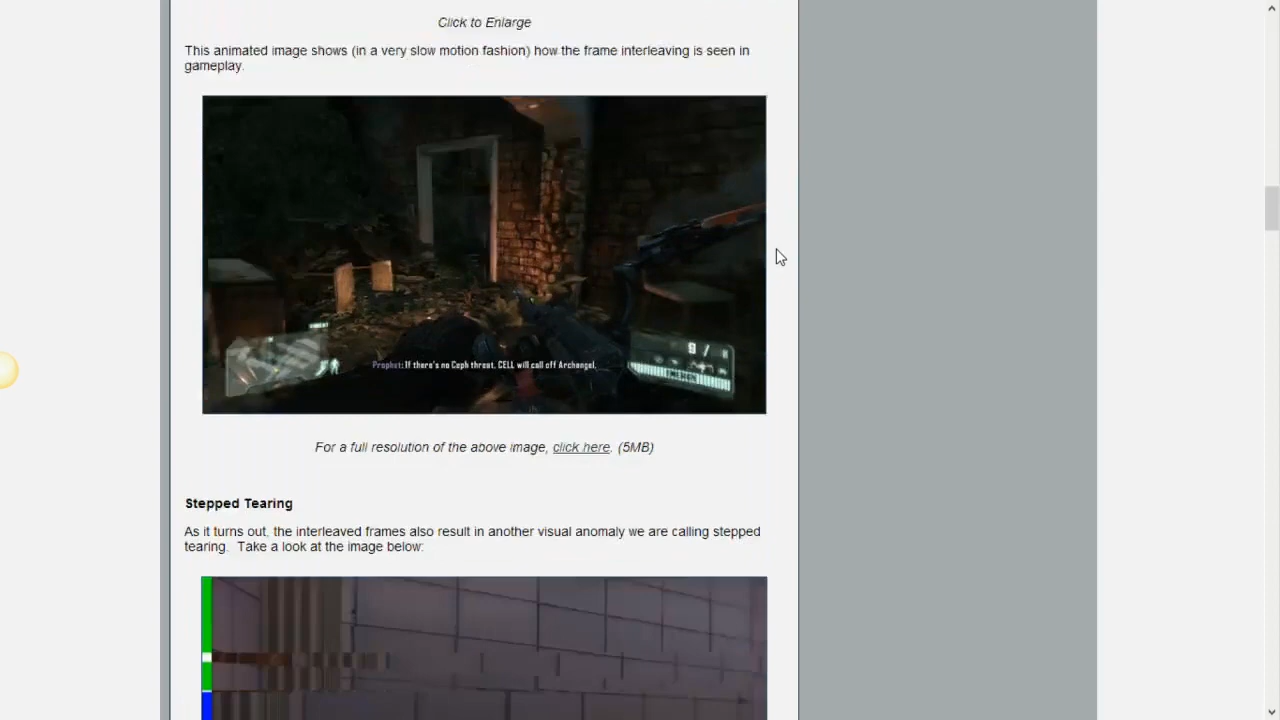 Click to Enlarge
This animated image shows (in a very slow motion fashion) how the frame interleaving is seen in
gameplay.
Prophet: If there's no Ceph threat, CELL will call off Archangel.
For a full resolution of the above image, click here. (5MB)
Stepped Tearing
As it turns out, the interleaved frames also result in another visual anomaly we are calling stepped
tearing. Take a look at the image below: